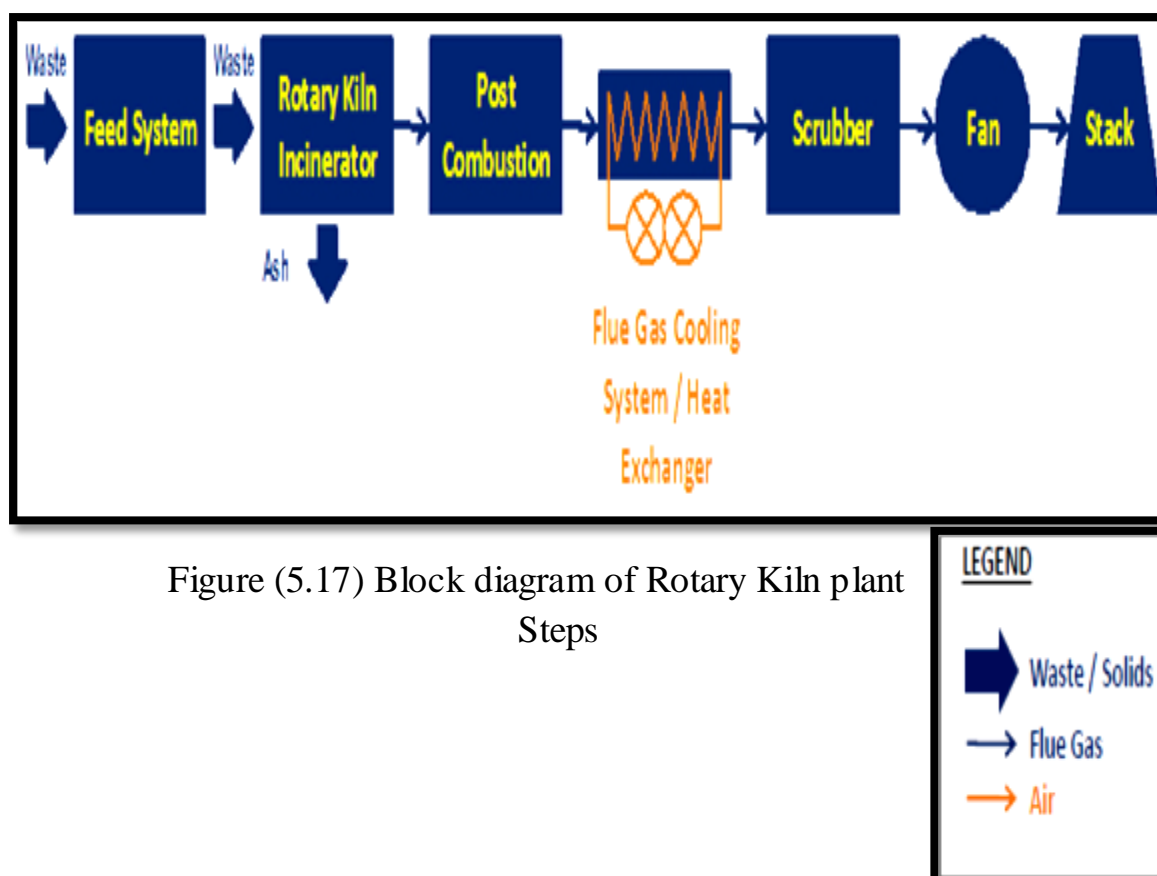 Waste
Feed System
Waste
Rotary Kiln
Incinerator
Ash
Post
Combustion
Flue Gas Cooling
System / Heat
Exchanger
Scrubber
Fan
Stack
Figure (5.17) Block diagram of Rotary Kiln plant
Steps
LEGEND
Waste / Solids
Flue Gas
Air